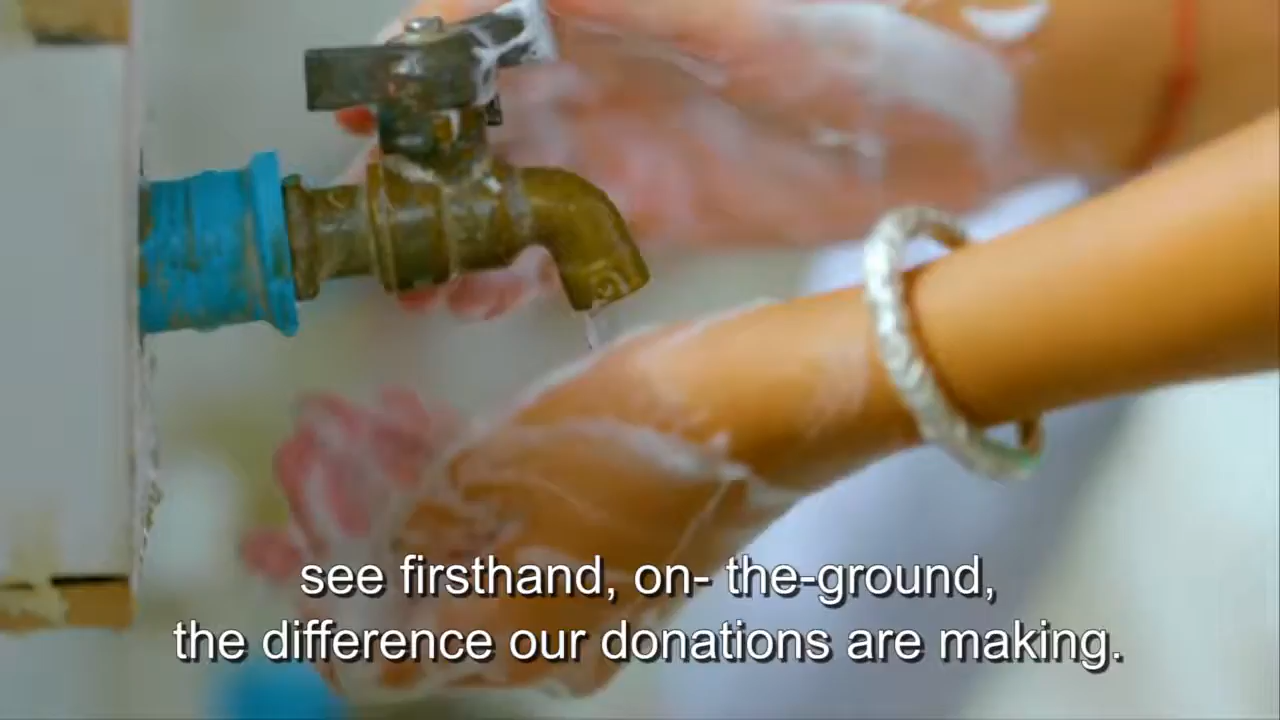 see firsthand, on- the-ground,
the difference our donations are making.